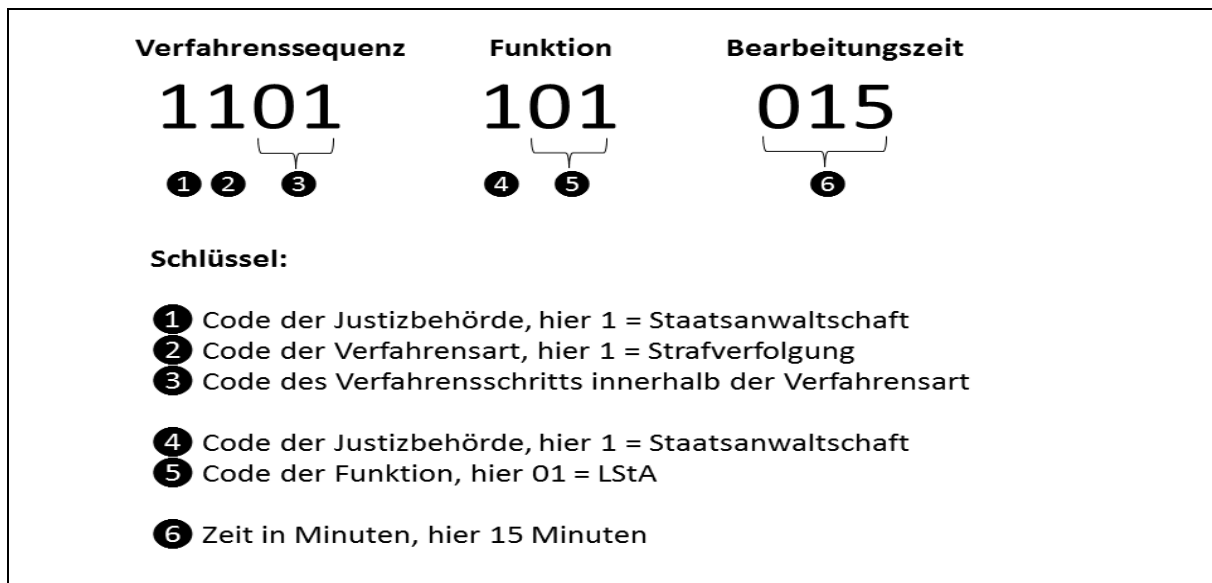 Verfahrenssequenz Funktion Bearbeitungszeit
1101 101 015
1 2 3 4 5 6
Schlüssel:
1 Code der Justizbehörde, hier 1 = Staatsanwaltschaft
2 Code der Verfahrensart, hier 1 = Strafverfolgung
3 Code des Verfahrensschritts innerhalb der Verfahrensart
4 Code der Justizbehörde, hier 1 = Staatsanwaltschaft
5 Code der Funktion, hier 01 = LStA
6 Zeit in Minuten, hier 15 Minuten